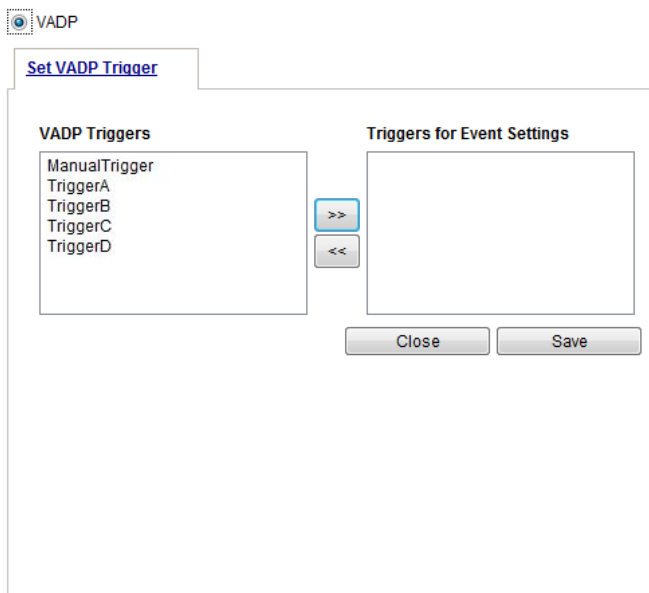 VADP
Set VADP Trigger
VADP Triggers
Triggers for Event Settings
ManualTrigger
TriggerA
TriggerB
TriggerC
TriggerD
>>
<<
Close
Save